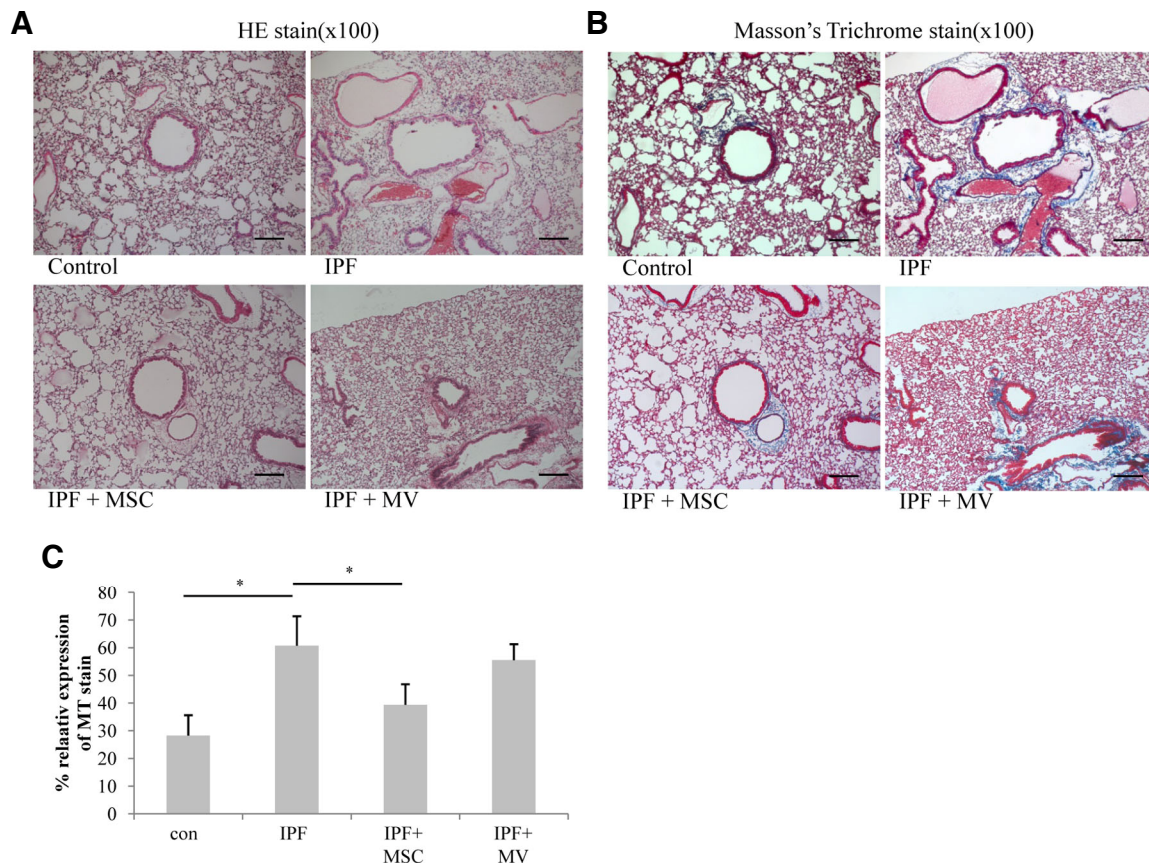 A
HE stain(x100)
Control
IPF
IPF + MSC
IPF + MV
B
Masson's Trichrome stain(x100)
Control
IPF
IPF + MSC
IPF + MV
C
% relaative expression
of MT stain
80
70
60
50
40
30
20
10
0
*
*
con
IPF
IPF+
MSC
IPF+
MV